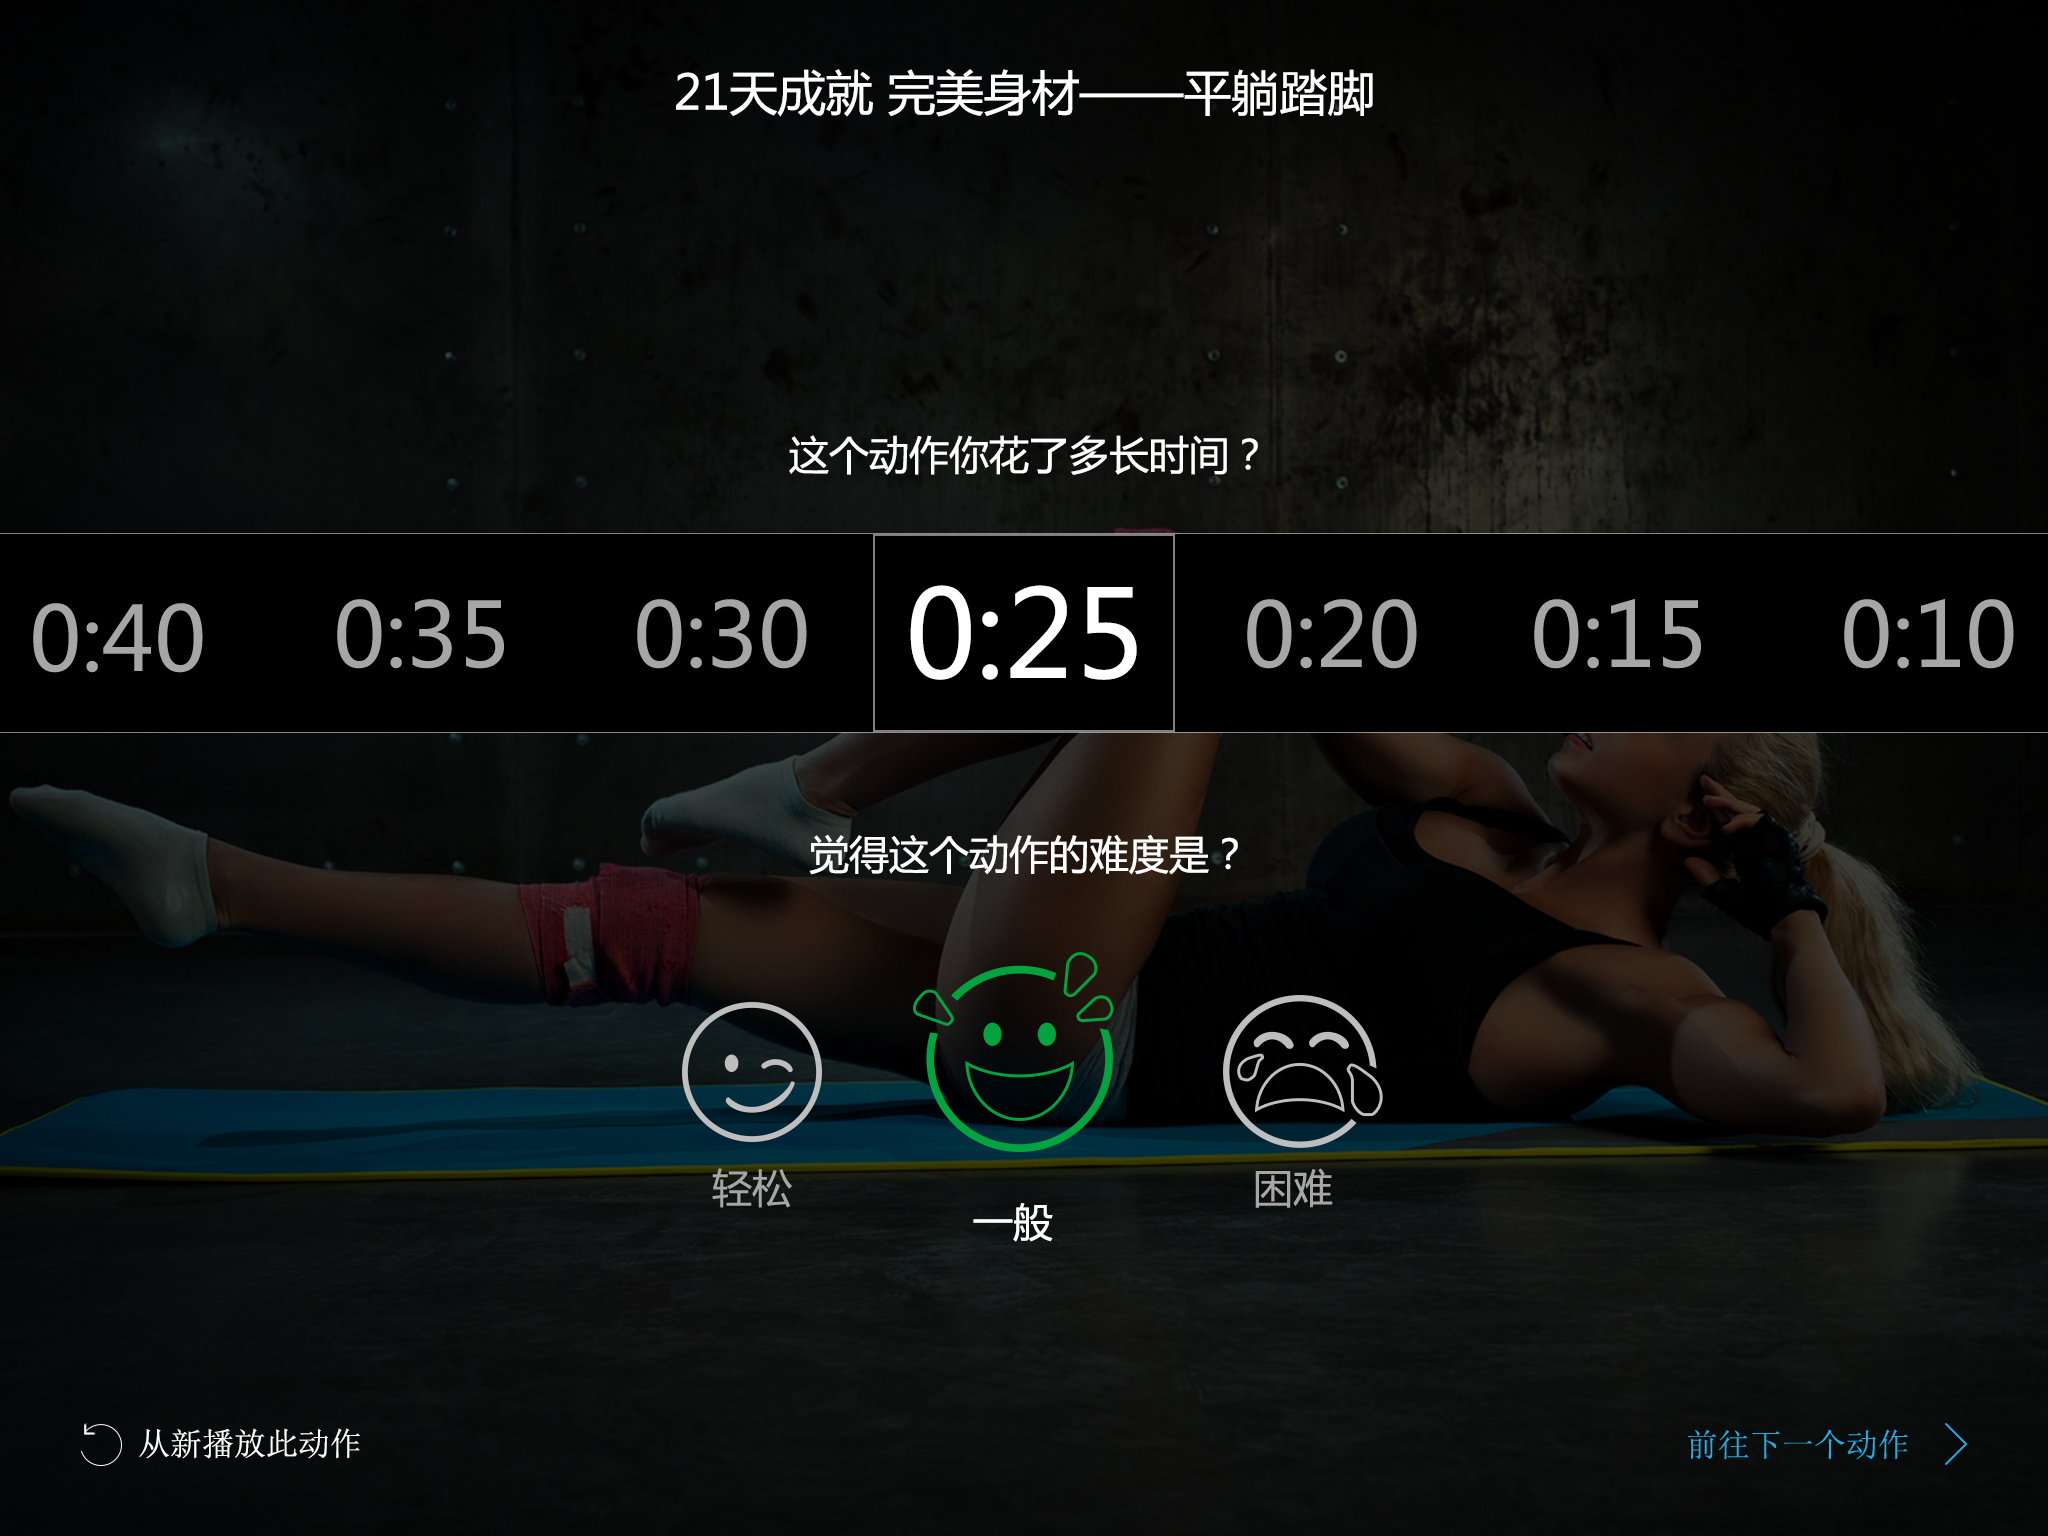 21天成就 完美身材——平躺踏脚
这个动作你花了多长时间？
0:40 0:35 0:30 0:25 0:20 0:15 0:10
觉得这个动作的难度是？
轻松 一般 困难
从新播放此动作
前往下一个动作